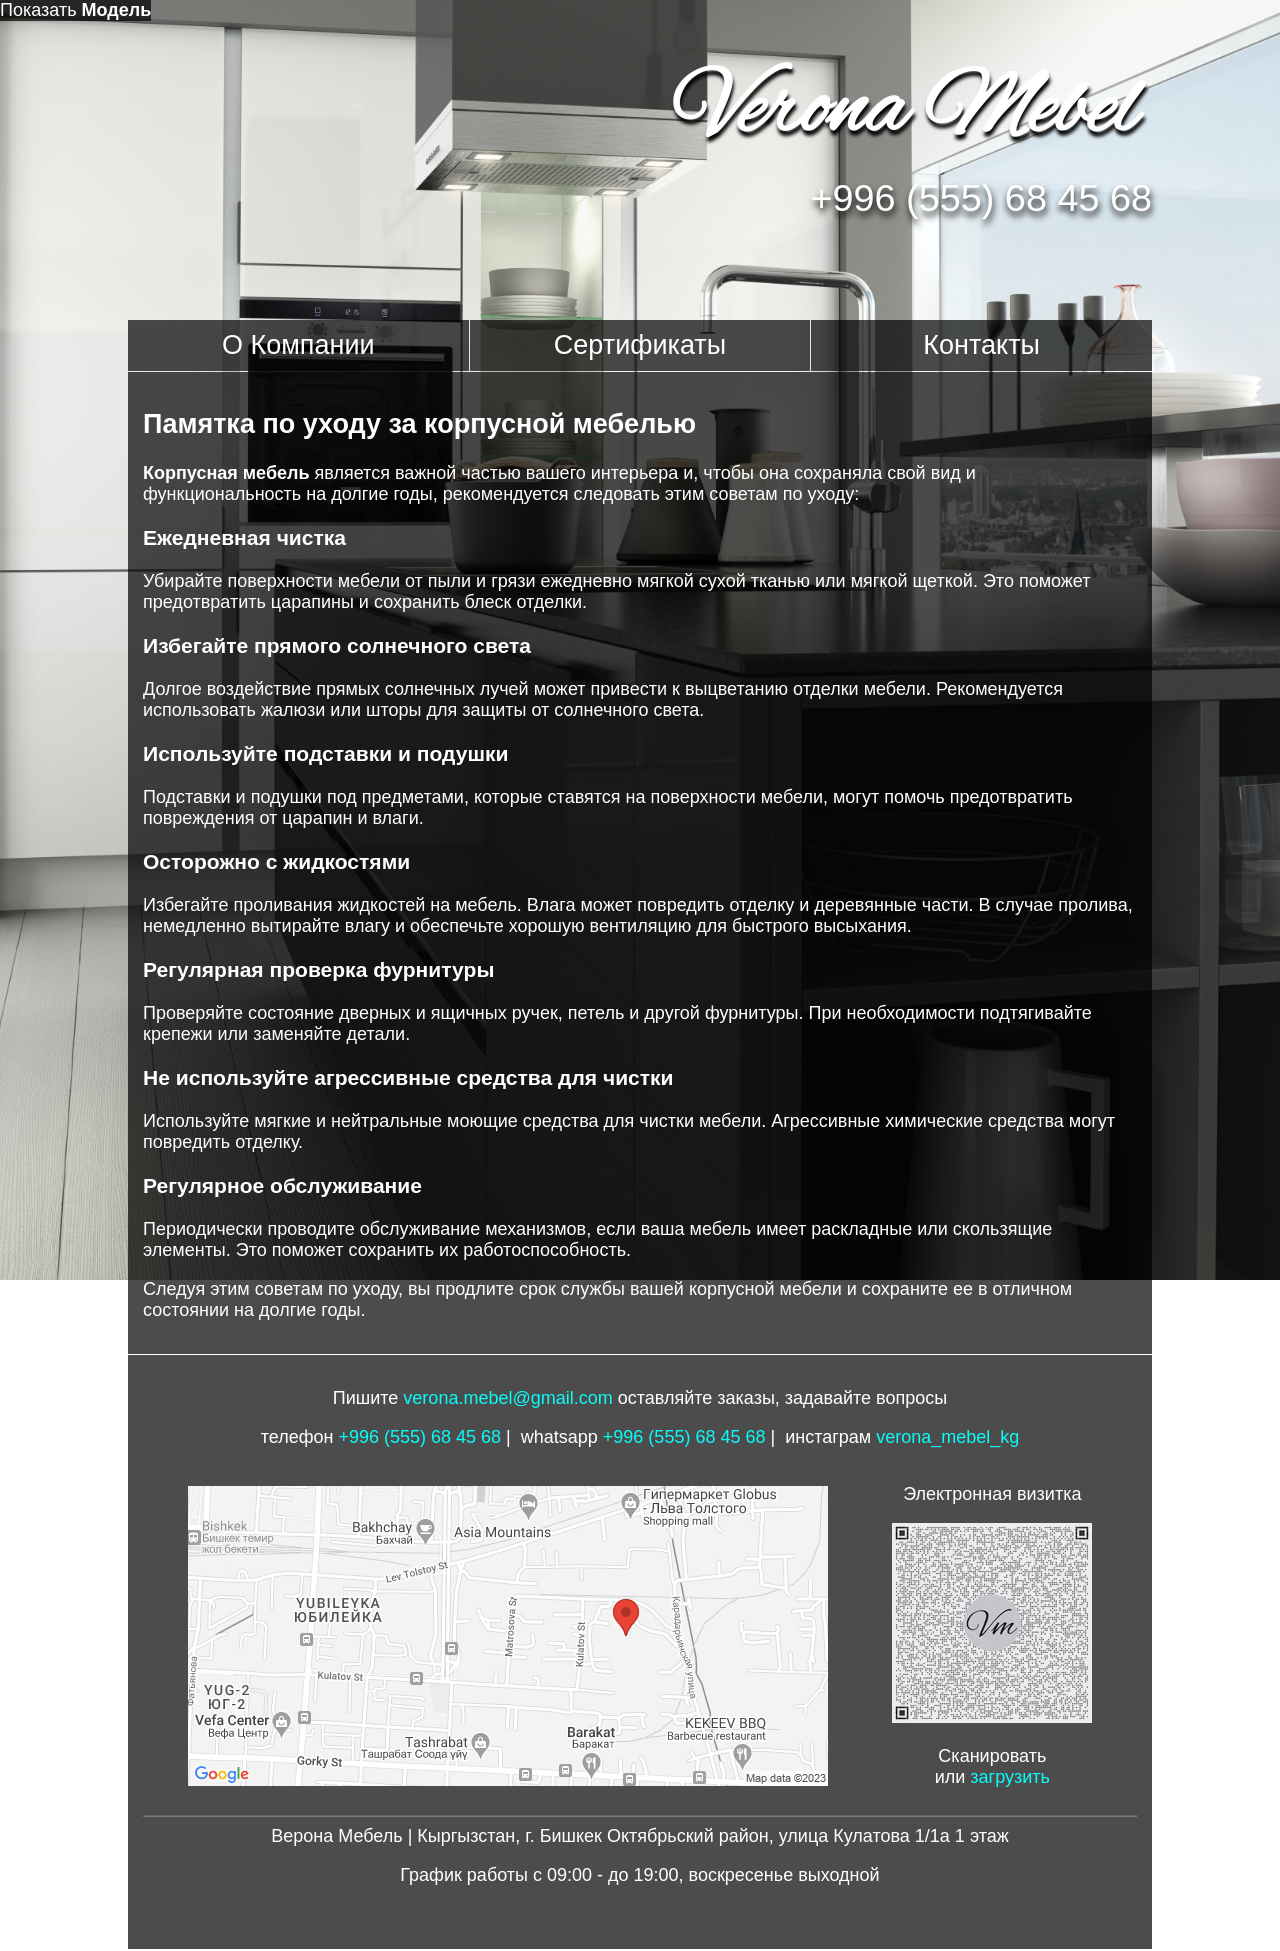 Показать Модель
Verona Mebel
+996 (555) 68 45 68
О Компании
Сертификаты
Контакты
Памятка по уходу за корпусной мебелью
Корпусная мебель является важной частью вашего интерьера и, чтобы она сохраняла свой вид и
функциональность на долгие годы, рекомендуется следовать этим советам по уходу:
Ежедневная чистка
Убирайте поверхности мебели от пыли и грязи ежедневно мягкой сухой тканью или мягкой щеткой. Это поможет
предотвратить царапины и сохранить блеск отделки.
Избегайте прямого солнечного света
Долгое воздействие прямых солнечных лучей может привести к выцветанию отделки мебели. Рекомендуется
использовать жалюзи или шторы для защиты от солнечного света.
Используйте подставки и подушки
Подставки и подушки под предметами, которые ставятся на поверхности мебели, могут помочь предотвратить
повреждения от царапин и влаги.
Осторожно с жидкостями
Избегайте проливания жидкостей на мебель. Влага может повредить отделку и деревянные части. В случае пролива,
немедленно вытирайте влагу и обеспечьте хорошую вентиляцию для быстрого высыхания.
Регулярная проверка фурнитуры
Проверяйте состояние дверных и ящичных ручек, петель и другой фурнитуры. При необходимости подтягивайте
крепежи или заменяйте детали.
Не используйте агрессивные средства для чистки
Используйте мягкие и нейтральные моющие средства для чистки мебели. Агрессивные химические средства могут
повредить отделку.
Регулярное обслуживание
Периодически проводите обслуживание механизмов, если ваша мебель имеет раскладные или скользящие
элементы. Это поможет сохранить их работоспособность.
Следуя этим советам по уходу, вы продлите срок службы вашей корпусной мебели и сохраните ее в отличном
состоянии на долгие годы.
Пишите verona.mebel@gmail.com оставляйте заказы, задавайте вопросы
телефон +996 (555) 68 45 68 | whatsapp +996 (555) 68 45 68 | инстаграм verona_mebel_kg
Гипермаркет Globus
- Льва Толстого
Shopping mall
Bishkek
Бишкек темир
жол бекети
Bakhchay
Бахчай
Asia Mountains
Lev Tolstoy St
YUBILEYKA
ЮБИЛЕЙКА
Matrosova St
Kulatov St
Карадарьинская улица
Kulatov St
Фатьянова
YUG-2
ЮГ-2
Vefa Center
Вефа Центр
Gorky St
Tashrabat
Ташрабат Соода үйү
Barakat
Баракат
KEKEEV BBQ
Barbecue restaurant
Google
Map data ©2023
Электронная визитка
Vm
Сканировать
или загрузить
Верона Мебель | Кыргызстан, г. Бишкек Октябрьский район, улица Кулатова 1/1а 1 этаж
График работы с 09:00 - до 19:00, воскресенье выходной